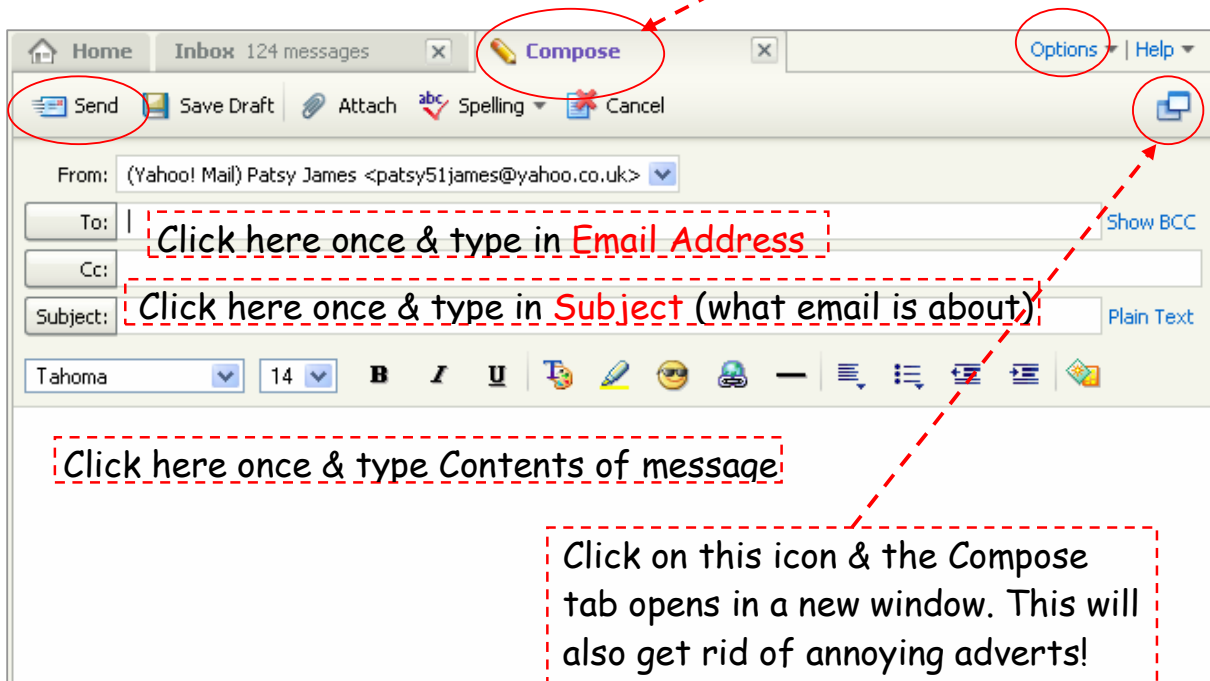 Home Inbox 124 messages Compose Options | Help
Send Save Draft Attach abc Spelling Cancel
From: (Yahoo! Mail) Patsy James <patsy51james@yahoo.co.uk>
To: Click here once & type in Email Address Show BCC
Cc:
Subject: Click here once & type in Subject (what email is about) Plain Text
Tahoma 14 B I U
Click here once & type Contents of message
Click on this icon & the Compose
tab opens in a new window. This will
also get rid of annoying adverts!